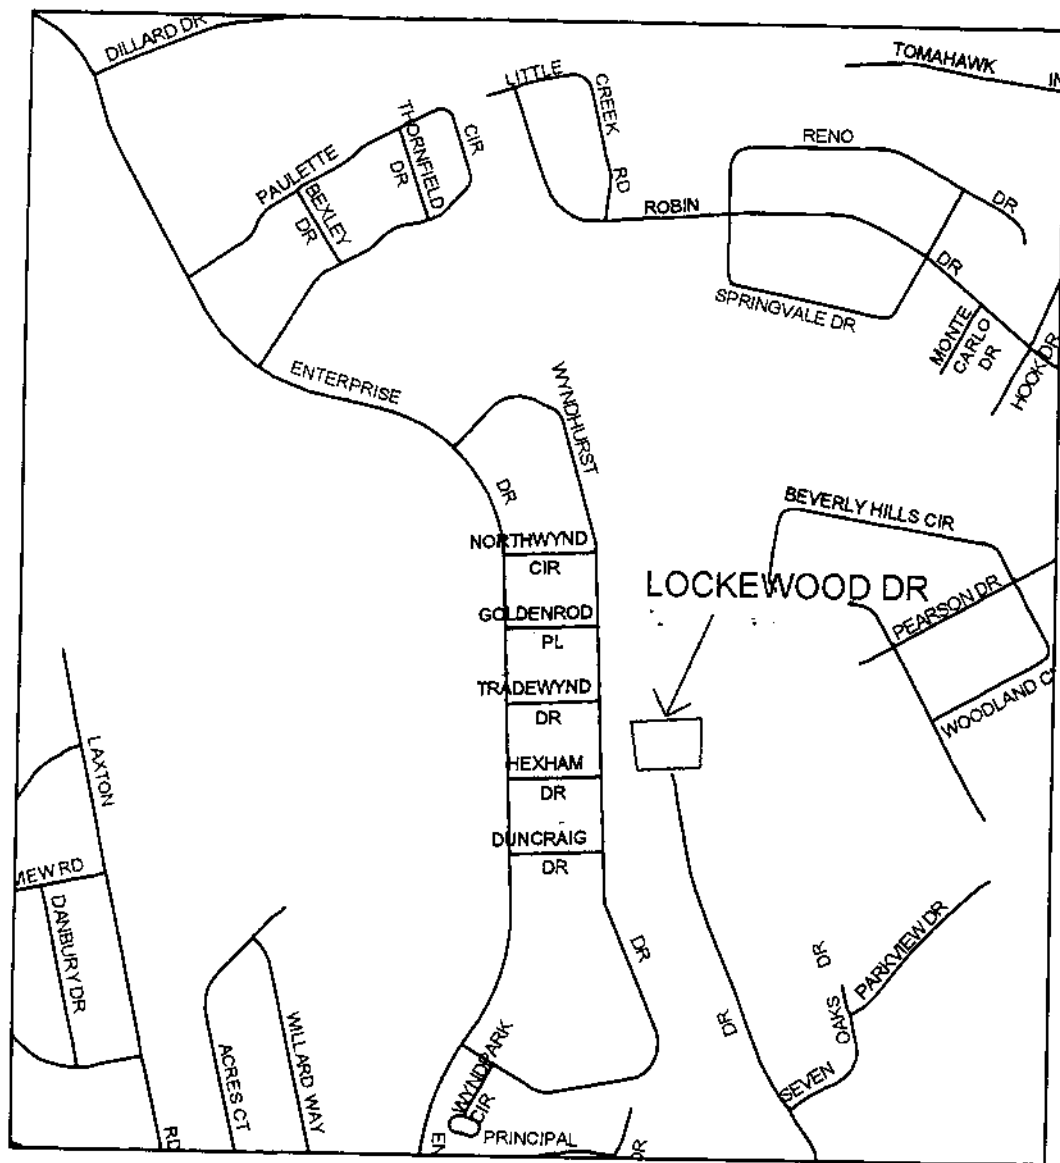 DILLARD DR
TOMAHAWK
IN
LITTLE
CREEK
RD
THORNFIELD
DR
CIR
PAULETTE
BEXLEY
DR
RENO
DR
ROBIN
DR
SPRINGVALE DR
MONTE
CARLO
DR
HOOK DR
ENTERPRISE
DR
WYNDHURST
DR
NORTHWYND
CIR
GOLDENROD
PL
TRADEWYND
DR
HEXHAM
DR
DUNCRAIG
DR
BEVERLY HILLS CIR
LOCKEWOOD DR
PEARSON DR
WOODLAND C
LAXTON
RD
VIEW RD
DANBURY DR
ACRES CT
WILLARD WAY
WYNDPARK
CIR
EN
PRINCIPAL
DR
DR
SEVEN
OAKS
DR
PARKVIEW DR